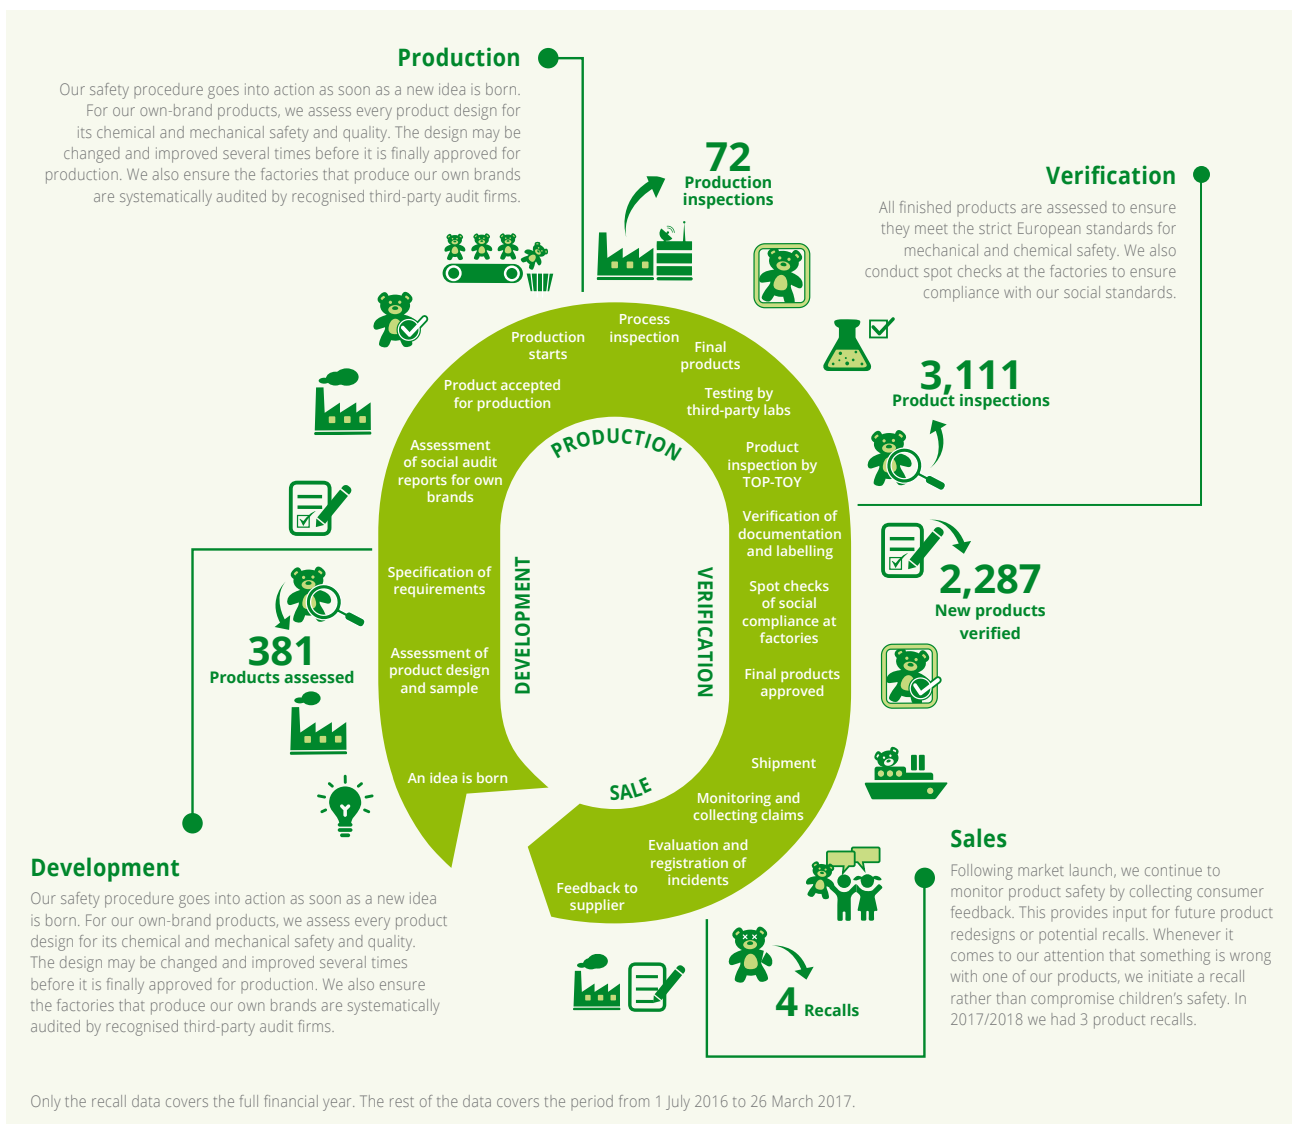 Production
Our safety procedure goes into action as soon as a new idea is born.
For our own-brand products, we assess every product design for
its chemical and mechanical safety and quality. The design may be
changed and improved several times before it is finally approved for
production. We also ensure the factories that produce our own brands
are systematically audited by recognised third-party audit firms.
72
Production
inspections
Verification
All finished products are assessed to ensure
they meet the strict European standards for
mechanical and chemical safety. We also
conduct spot checks at the factories to ensure
compliance with our social standards.
3,111
Product inspections
2,287
New products
verified
An idea is born
Assessment of
product design
and sample
Specification of
requirements
Assessment
of social audit
reports for own
brands
Product accepted
for production
Production
starts
Process
inspection
Final
products
Testing by
third-party labs
Product
inspection by
TOP-TOY
Verification of
documentation
and labelling
Spot checks
of social
compliance at
factories
Final products
approved
Shipment
Monitoring and
collecting claims
Evaluation and
registration of
incidents
Feedback to
supplier
PRODUCTION
DEVELOPMENT
VERIFICATION
SALE
381
Products assessed
Development
Our safety procedure goes into action as soon as a new idea
is born. For our own-brand products, we assess every product
design for its chemical and mechanical safety and quality.
The design may be changed and improved several times
before it is finally approved for production. We also ensure
the factories that produce our own brands are systematically
audited by recognised third-party audit firms.
4 Recalls
Sales
Following market launch, we continue to
monitor product safety by collecting consumer
feedback. This provides input for future product
redesigns or potential recalls. Whenever it
comes to our attention that something is wrong
with one of our products, we initiate a recall
rather than compromise children's safety. In
2017/2018 we had 3 product recalls.
Only the recall data covers the full financial year. The rest of the data covers the period from 1 July 2016 to 26 March 2017.